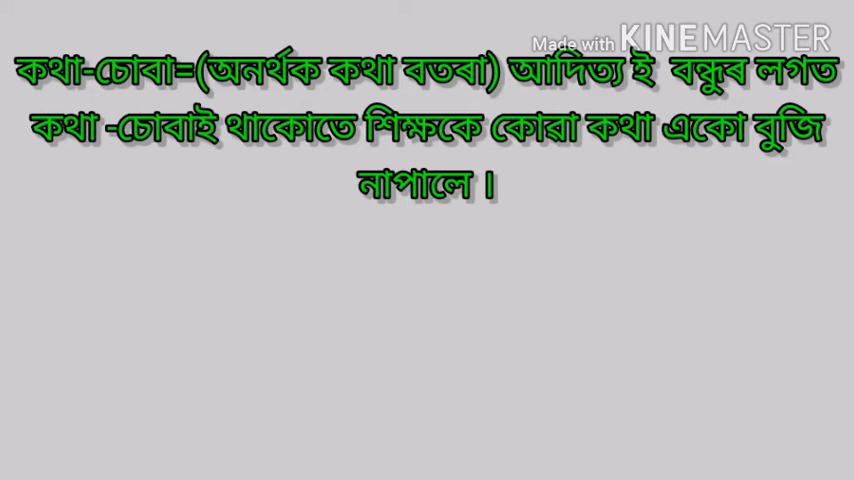 Made with KINEMASTER
কথা-চোবা=(অনৰ্থক কথা বতৰা) আদিত্য ই বন্ধুৰ লগত
কথা -চোবাই থাকোতে শিক্ষকে কোৱা কথা একো বুজি
নাপালে ।